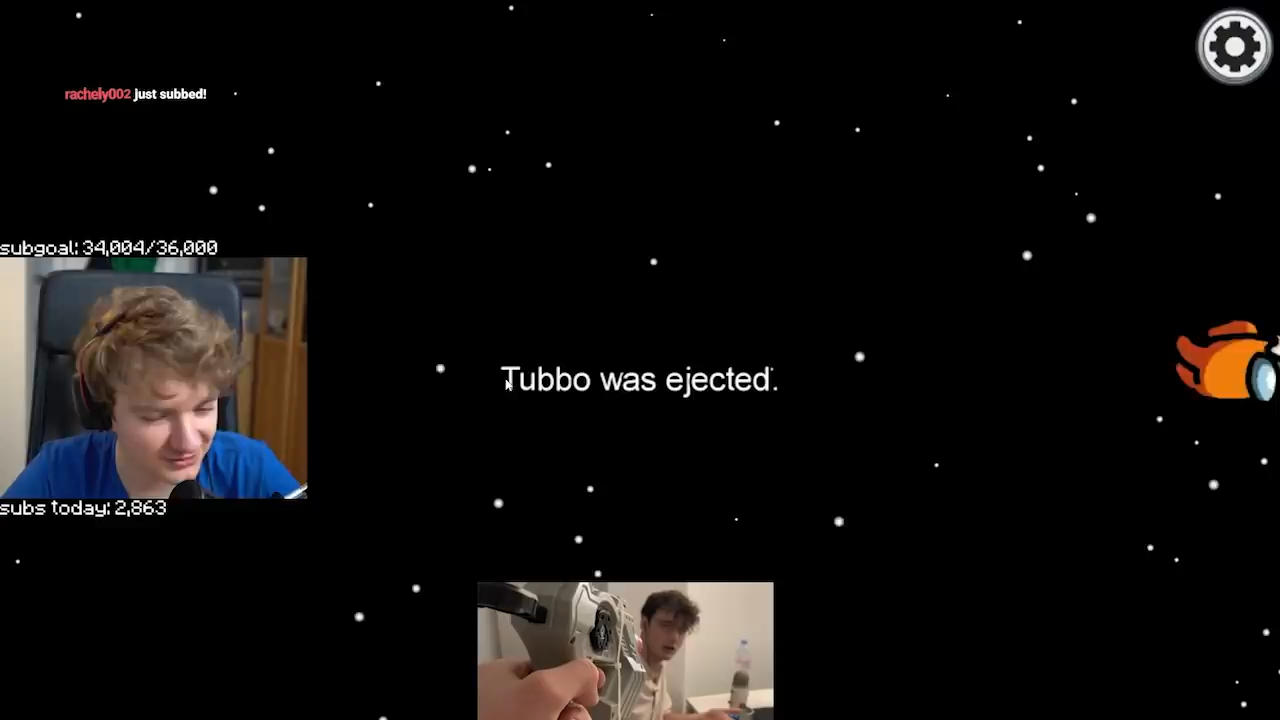 rachely002 just subbed!
subgoal: 34,004/36,000
Tubbo was ejected.
subs today: 2,863